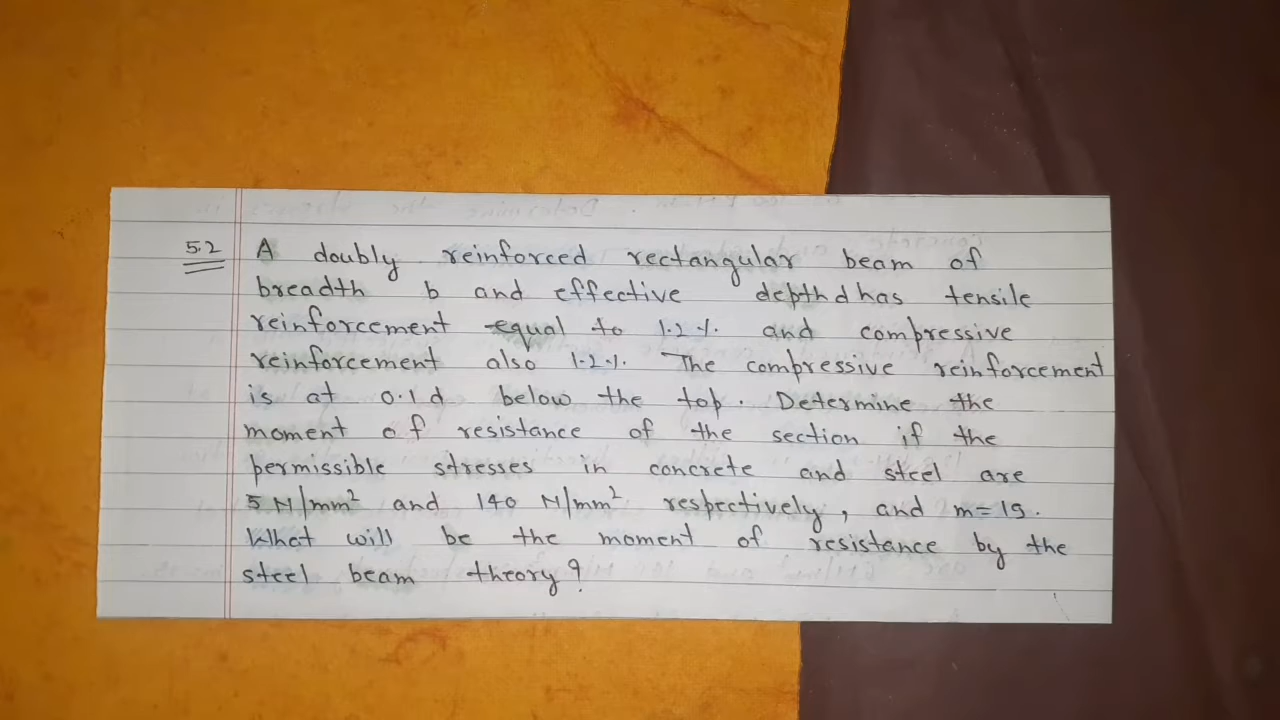 5.2 A doubly reinforced rectangular beam of
breadth b and effective depth d has tensile
reinforcement equal to 1.2 %. and compressive
reinforcement also 1.2 %. The compressive reinforcement
is at 0.1d below the top. Determine the
moment of resistance of the section if the
permissible stresses in concrete and steel are
5 N/mm² and 140 N/mm² respectively, and m = 19.
What will be the moment of resistance by the
steel beam theory?